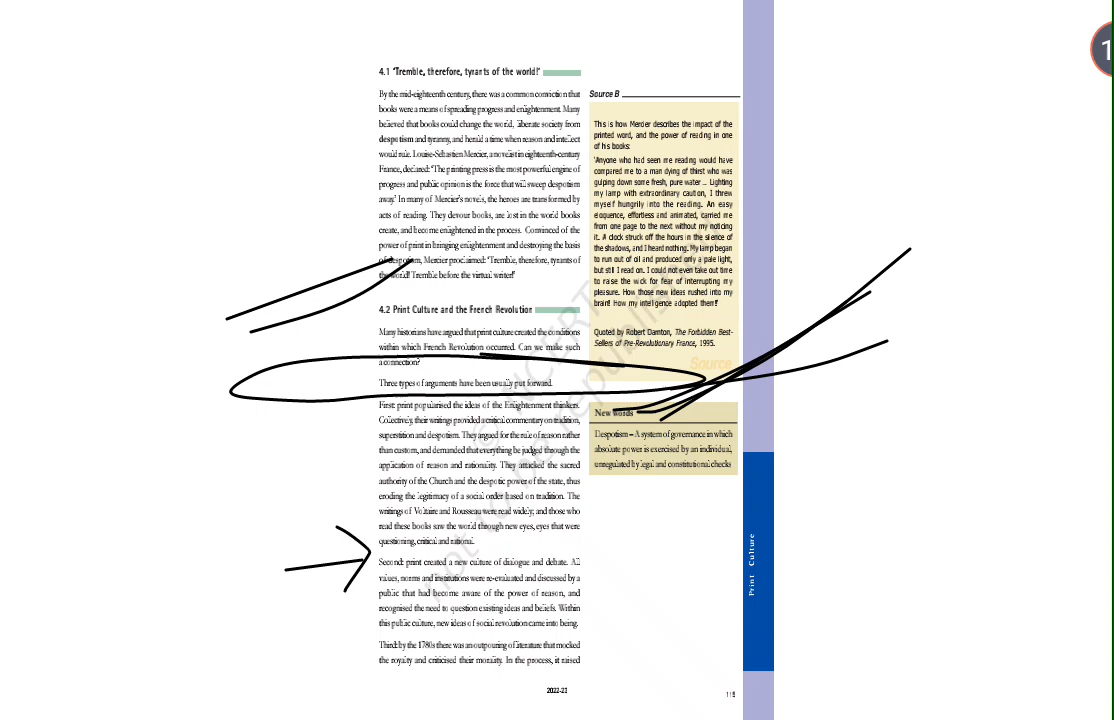 4.1 'Tremble, therefore, tyrants of the world!'
By the mid-eighteenth century, there was a common conviction that
books were a means of spreading progress and enlightenment. Many
believed that books could change the world, liberate society from
despotism and tyranny, and herald a time when reason and intellect
would rule. Louise-Sebastien Mercier, a novelist in eighteenth-century
France, declared: 'The printing press is the most powerful engine of
progress and public opinion is the force that will sweep despotism
away.' In many of Mercier's novels, the heroes are transformed by
acts of reading. They devour books, are lost in the world books
create, and become enlightened in the process. Convinced of the
power of print in bringing enlightenment and destroying the basis
of despotism, Mercier proclaimed: 'Tremble, therefore, tyrants of
the world! Tremble before the virtual writer!'
4.2 Print Culture and the French Revolution
Many historians have argued that print culture created the conditions
within which French Revolution occurred. Can we make such
a connection?
Three types of arguments have been usually put forward.
First: print popularised the ideas of the Enlightenment thinkers.
Collectively, their writings provided a critical commentary on tradition,
superstition and despotism. They argued for the rule of reason rather
than custom, and demanded that everything be judged through the
application of reason and rationality. They attacked the sacred
authority of the Church and the despotic power of the state, thus
eroding the legitimacy of a social order based on tradition. The
writings of Voltaire and Rousseau were read widely; and those who
read these books saw the world through new eyes, eyes that were
questioning, critical and rational.
Second: print created a new culture of dialogue and debate. All
values, norms and institutions were re-evaluated and discussed by a
public that had become aware of the power of reason, and
recognised the need to question existing ideas and beliefs. Within
this public culture, new ideas of social revolution came into being.
Third: by the 1780s there was an outpouring of literature that mocked
the royalty and criticised their morality. In the process, it raised
Source B
This is how Mercier describes the impact of the
printed word, and the power of reading in one
of his books:
'Anyone who had seen me reading would have
compared me to a man dying of thirst who was
gulping down some fresh, pure water ... Lighting
my lamp with extraordinary caution, I threw
myself hungrily into the reading. An easy
eloquence, effortless and animated, carried me
from one page to the next without my noticing
it. A clock struck off the hours in the silence of
the shadows, and I heard nothing. My lamp began
to run out of oil and produced only a pale light,
but still I read on. I could not even take out time
to raise the wick for fear of interrupting my
pleasure. How those new ideas rushed into my
brain! How my intelligence adopted them!'
Quoted by Robert Darnton, The Forbidden Best-
Sellers of Pre-Revolutionary France, 1995.
Source
New words
Despotism – A system of governance in which
absolute power is exercised by an individual,
unregulated by legal and constitutional checks
Print Culture
2022-23
115
© NCERT
not to be republished
1